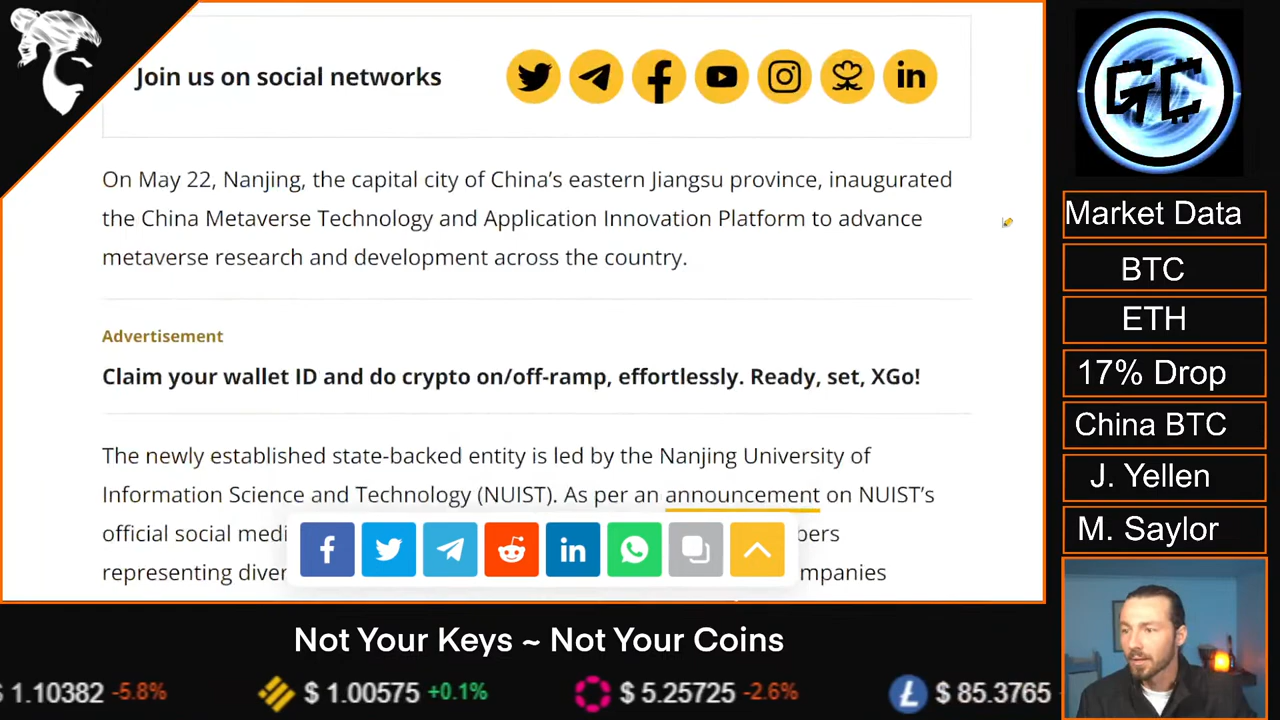 Join us on social networks
On May 22, Nanjing, the capital city of China's eastern Jiangsu province, inaugurated
the China Metaverse Technology and Application Innovation Platform to advance
metaverse research and development across the country.
Advertisement
Claim your wallet ID and do crypto on/off-ramp, effortlessly. Ready, set, XGo!
The newly established state-backed entity is led by the Nanjing University of
Information Science and Technology (NUIST). As per an announcement on NUIST's
official social medi
representing diver
GC
Market Data
BTC
ETH
17% Drop
China BTC
J. Yellen
M. Saylor
Not Your Keys ~ Not Your Coins
$ 1.10382 -5.8% $ 1.00575 +0.1% $ 5.25725 -2.6% $ 85.3765